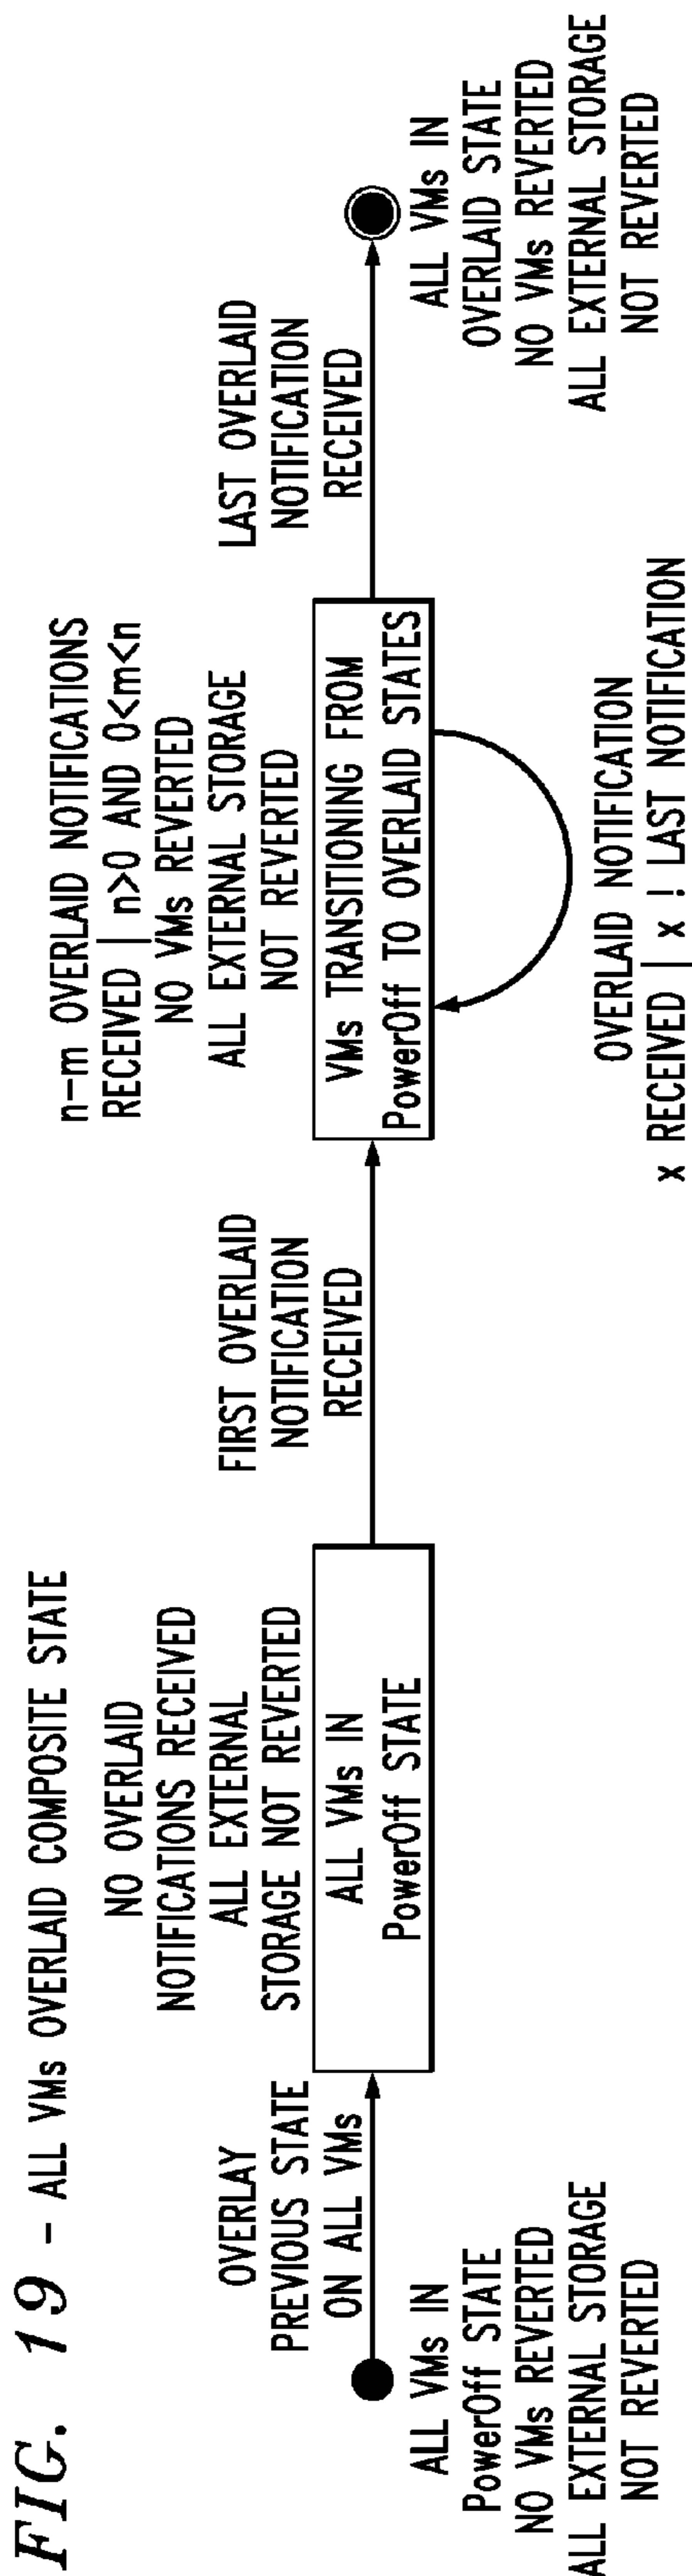 FIG. 19 - ALL VMs OVERLAID COMPOSITE STATE
ALL VMs IN
PowerOff STATE
NO VMs REVERTED
ALL EXTERNAL STORAGE
NOT REVERTED
OVERLAY
PREVIOUS STATE
ON ALL VMs
NO OVERLAID
NOTIFICATIONS RECEIVED
ALL EXTERNAL
STORAGE NOT REVERTED
ALL VMs IN
PowerOff STATE
FIRST OVERLAID
NOTIFICATION
RECEIVED
n-m OVERLAID NOTIFICATIONS
RECEIVED | n>0 AND 0<m<n
NO VMs REVERTED
ALL EXTERNAL STORAGE
NOT REVERTED
VMs TRANSITIONING FROM
PowerOff TO OVERLAID STATES
OVERLAID NOTIFICATION
x RECEIVED | x ! LAST NOTIFICATION
LAST OVERLAID
NOTIFICATION
RECEIVED
ALL VMs IN
OVERLAID STATE
NO VMs REVERTED
ALL EXTERNAL STORAGE
NOT REVERTED